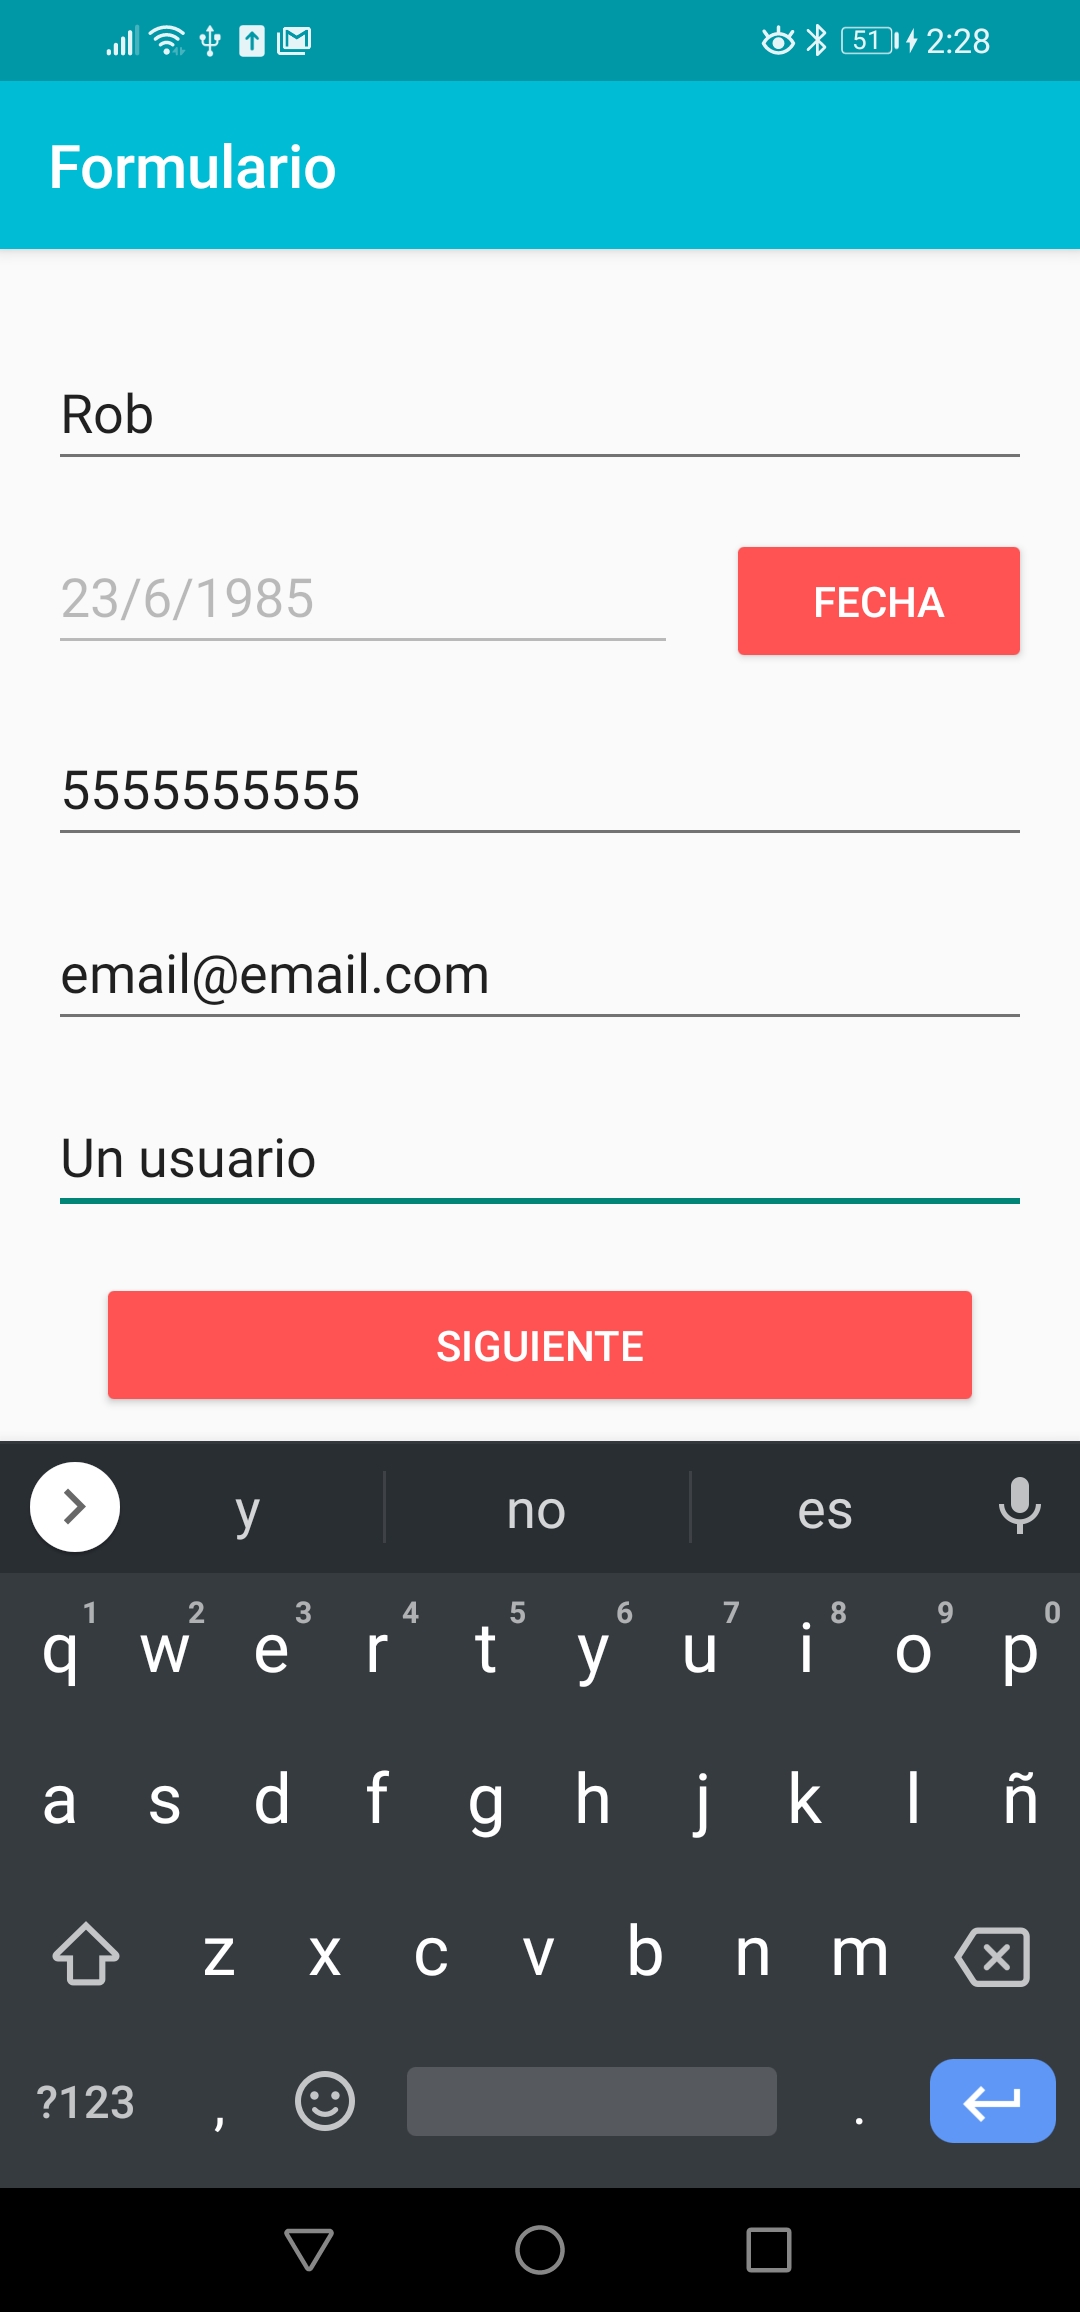 51 2:28
Formulario
Rob
23/6/1985 FECHA
5555555555
email@email.com
Un usuario
SIGUIENTE
y no es
1 2 3 4 5 6 7 8 9 0
q w e r t y u i o p
a s d f g h j k l ñ
z x c v b n m
?123 , .